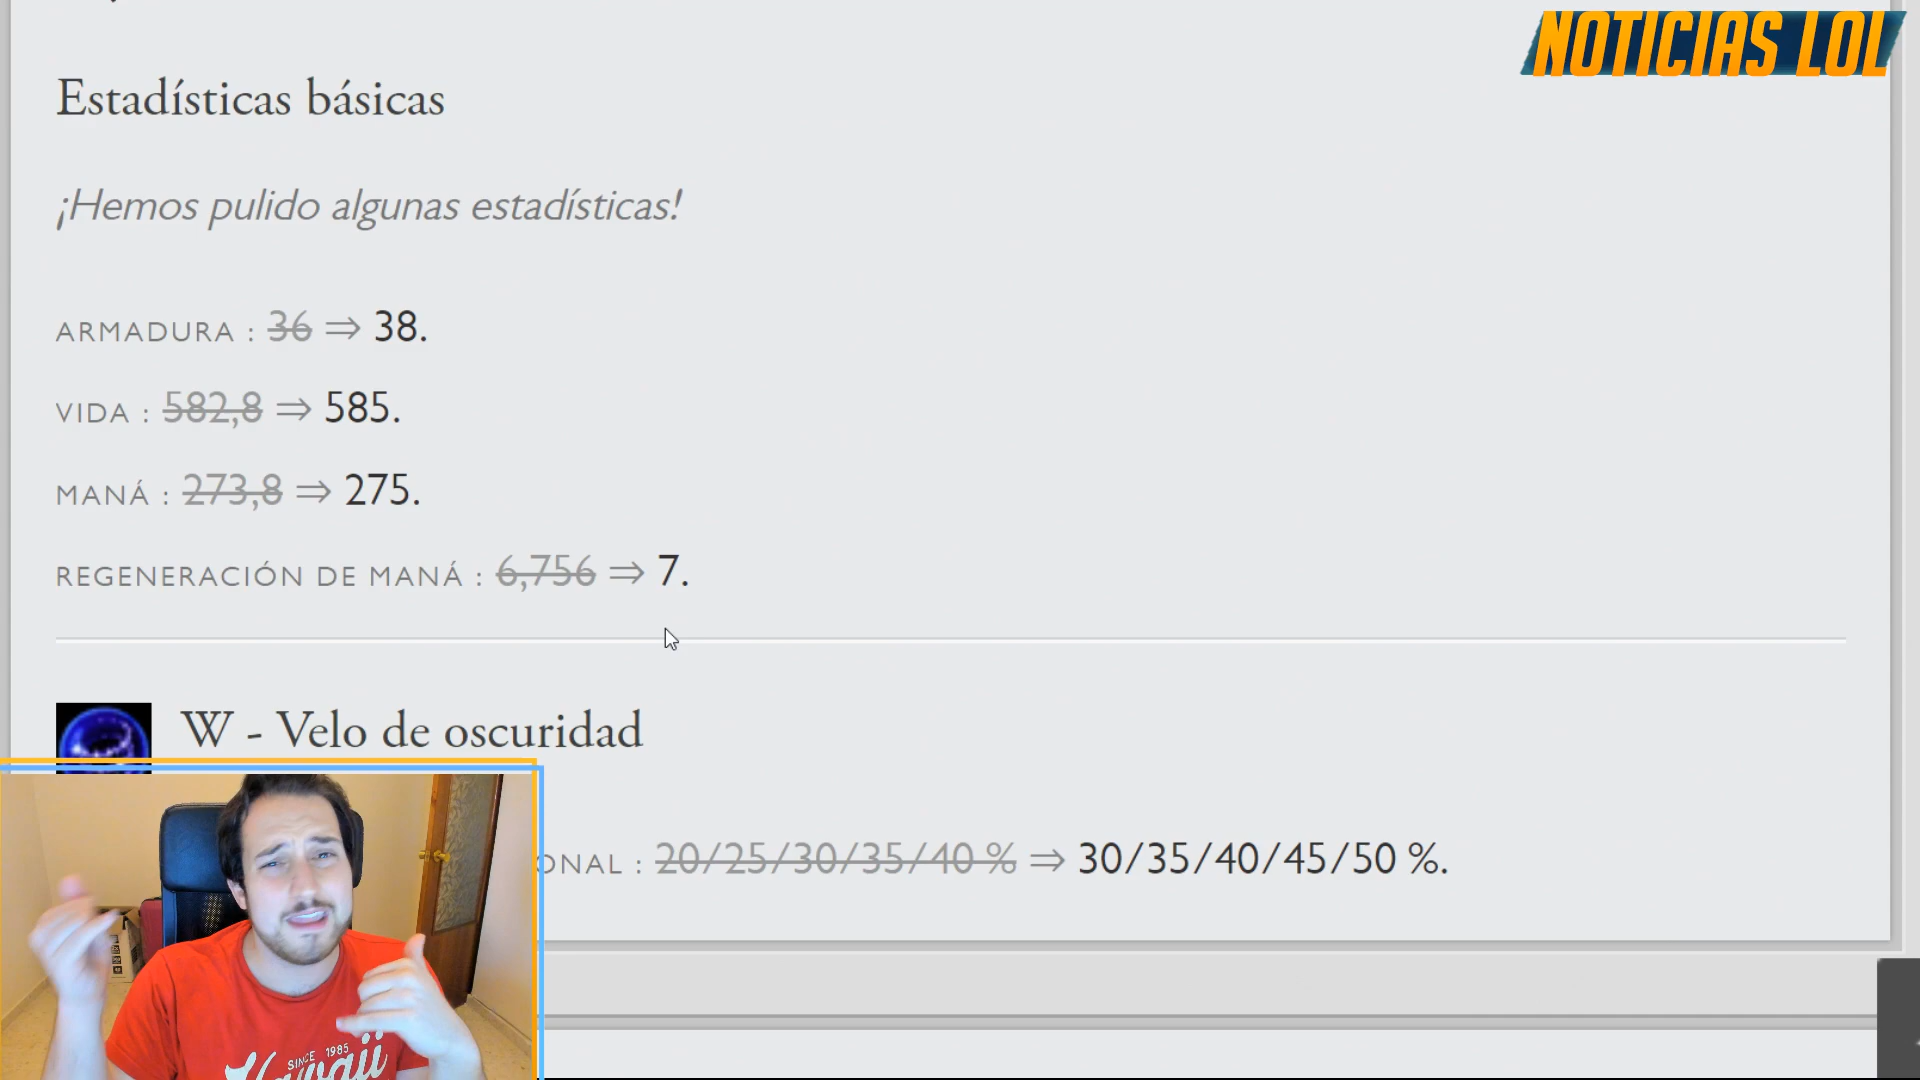 NOTICIAS LOL
Estadísticas básicas
¡Hemos pulido algunas estadísticas!
ARMADURA : 36 ⇒ 38.
VIDA : 582,8 ⇒ 585.
MANÁ : 273,8 ⇒ 275.
REGENERACIÓN DE MANÁ : 6,756 ⇒ 7.
W - Velo de oscuridad
ONAL : 20/25/30/35/40 % ⇒ 30/35/40/45/50 %.
SINCE 1985
Hawaii